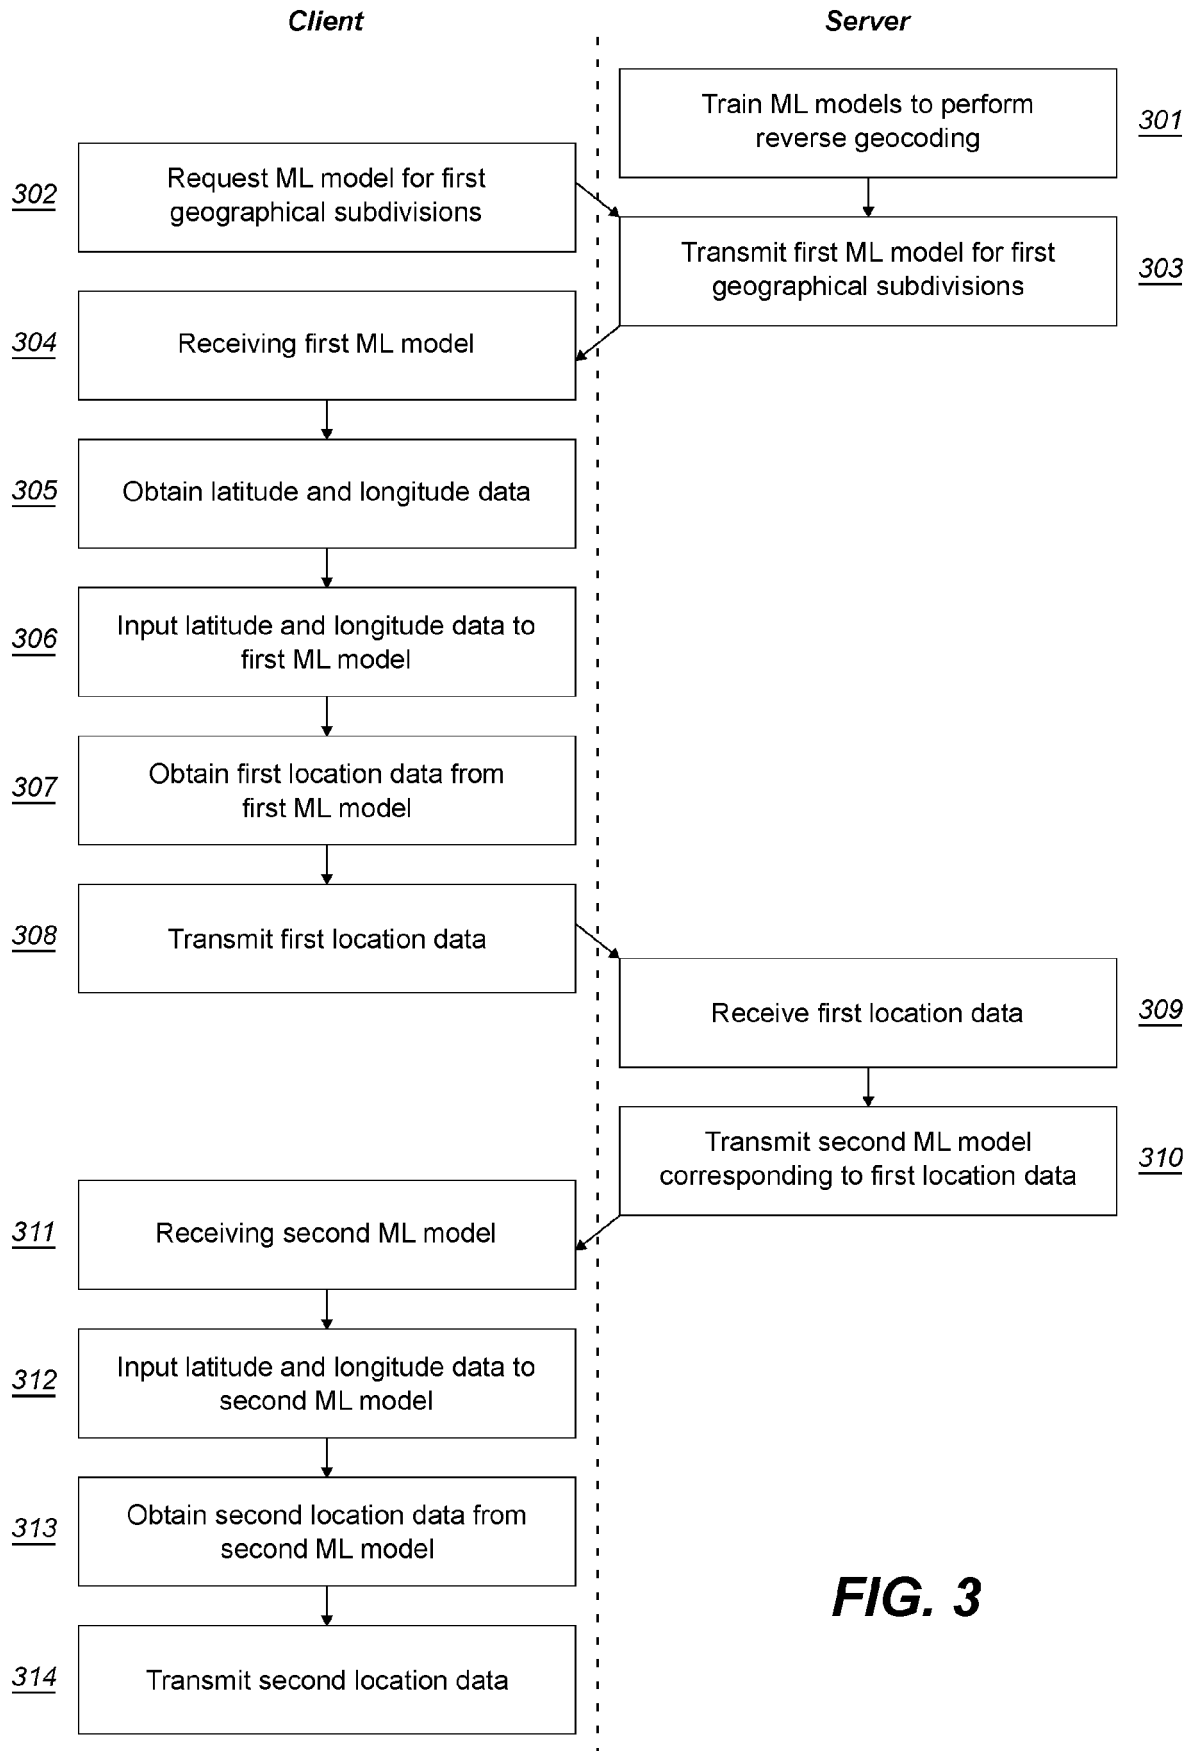 Client
Server
Train ML models to perform
reverse geocoding
301
302
Request ML model for first
geographical subdivisions
Transmit first ML model for first
geographical subdivisions
303
304
Receiving first ML model
305
Obtain latitude and longitude data
306
Input latitude and longitude data to
first ML model
307
Obtain first location data from
first ML model
308
Transmit first location data
Receive first location data
309
Transmit second ML model
corresponding to first location data
310
311
Receiving second ML model
312
Input latitude and longitude data to
second ML model
313
Obtain second location data from
second ML model
FIG. 3
314
Transmit second location data